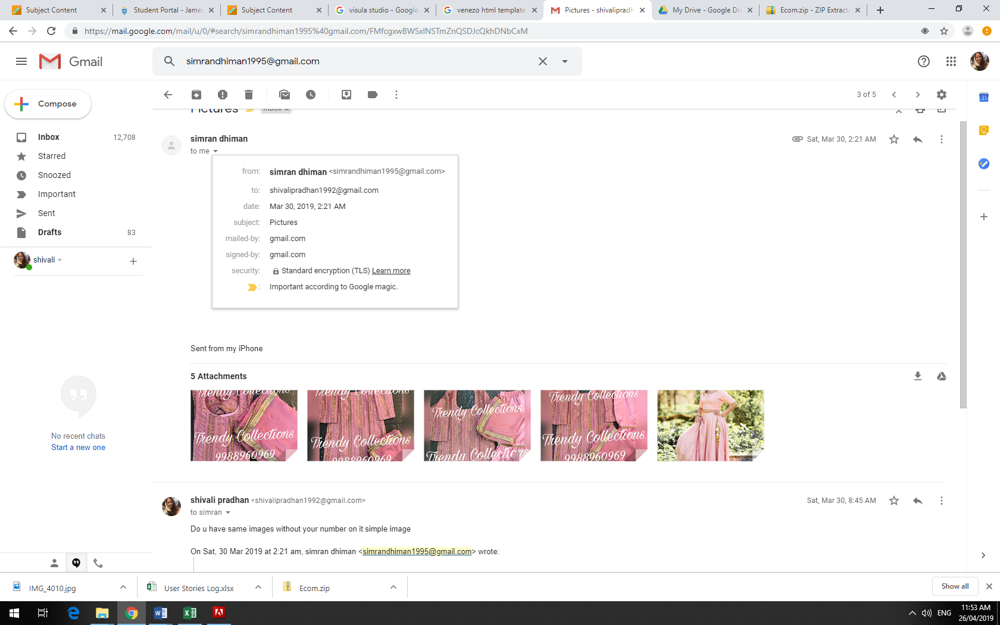 Subject Content
Student Portal - James
Subject Content
visula studio - Google
venezo html template
Pictures - shivalipradh
My Drive - Google Dri
Ecom.zip - ZIP Extract
https://mail.google.com/mail/u/0/#search/simrandhiman1995%40gmail.com/FMfcgxwBWSxlNSTmZnQSDJcQkhDNbCxM
Gmail
simrandhiman1995@gmail.com
Compose
3 of 5
31
Pictures
Inbox x
Inbox 12,708
Starred
Snoozed
Important
Sent
Drafts 83
shivali
No recent chats
Start a new one
simran dhiman
Sat, Mar 30, 2:21 AM
to me
from: simran dhiman <simrandhiman1995@gmail.com>
to: shivalipradhan1992@gmail.com
date: Mar 30, 2019, 2:21 AM
subject: Pictures
mailed-by: gmail.com
signed-by: gmail.com
security: Standard encryption (TLS) Learn more
: Important according to Google magic.
Sent from my iPhone
5 Attachments
Trendy Collections
Trendy Collections
9988960969
Trendy Collections
Trendy Collections
9988960969
Trendy Collections
Trendy Collections
Trendy Collections
Trendy Collections
9988960969
shivali pradhan <shivalipradhan1992@gmail.com>
Sat, Mar 30, 8:45 AM
to simran
Do u have same images without your number on it simple image
On Sat, 30 Mar 2019 at 2:21 am, simran dhiman <simrandhiman1995@gmail.com> wrote:
IMG_4010.jpg
User Stories Log.xlsx
Ecom.zip
Show all
ENG
11:53 AM
26/04/2019